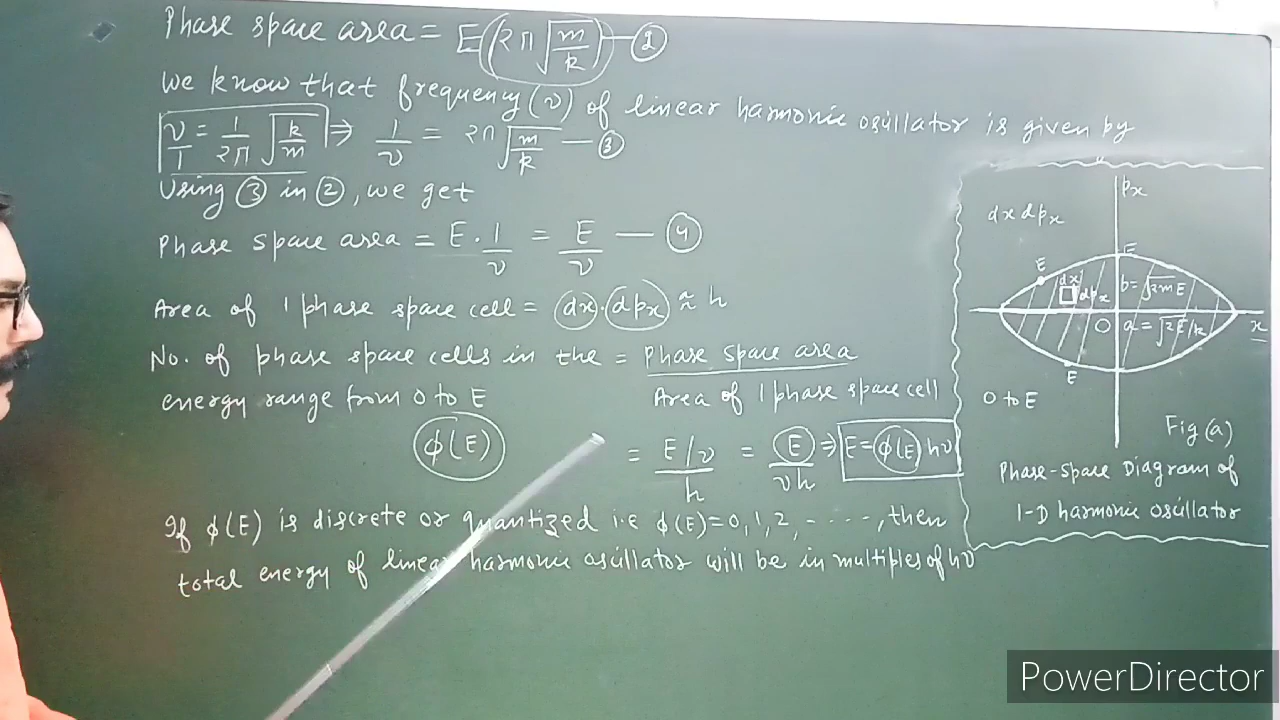 Phase space area = E(2π√m/k) — ②
We know that frequency(ν) of linear harmonic oscillator is given by
ν/1 = 1/2π √k/m ⇒ 1/ν = 2π√m/k — ③
Using ③ in ②, we get
Phase space area = E · 1/ν = E/ν — ④
Area of 1 phase space cell = (dx)·(dpx) ≈ h
No. of phase space cells in the = Phase space area
energy range from 0 to E Area of 1 phase space cell
ϕ(E) = E/ν / h = E / νh ⇒ E = ϕ(E) hν
If ϕ(E) is discrete or quantized i.e ϕ(E)=0,1,2, -----, then
total energy of linear harmonic oscillator will be in multiples of hν
px
dx dpx
E
E
dx
dpx
b=√2mE
O
a=√2E/k
x
E
0 to E
Fig (a)
Phase-Space Diagram of
1-D harmonic oscillator
PowerDirector